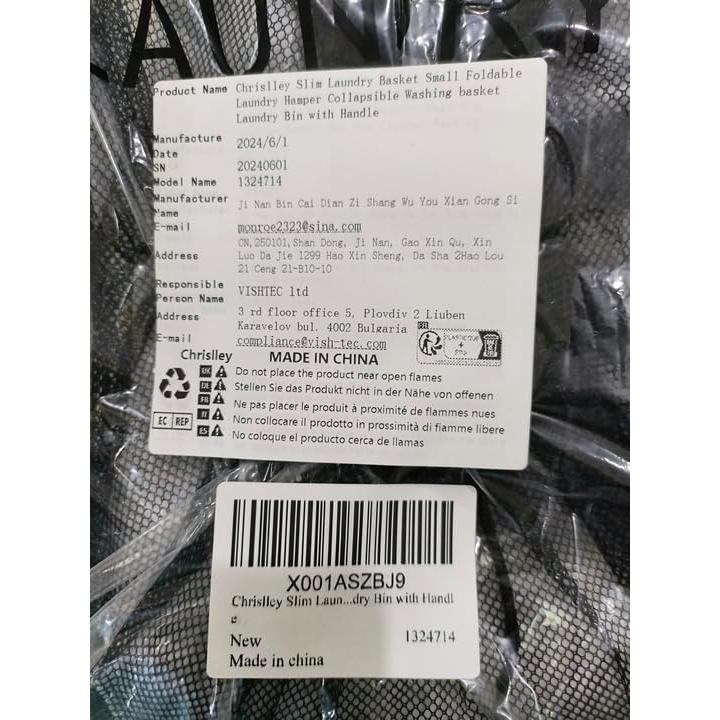 LAUNDRY
Product Name Chrislley Slim Laundry Basket Small Foldable
Laundry Hamper Collapsible Washing basket
Laundry Bin with Handle
Manufacture
Date 2024/6/1
SN 20240601
Model Name 1324714
Manufacturer
Name Ji Nan Bin Cai Dian Zi Shang Wu You Xian Gong Si
E-mail monroe2323@sina.com
Address CN,250101,Shan Dong, Ji Nan, Gao Xin Qu, Xin
Luo Da Jie 1299 Hao Xin Sheng, Da Sha 2Hao Lou
21 Ceng 21-B10-10
Responsible
Person Name VISHTEC ltd
Address 3 rd floor office 5, Plovdiv 2 Liuben
Karavelov bul. 4002 Bulgaria
E-mail compliance@vish-tec.com
FR
PLASTIQUE
+
Chrislley MADE IN CHINA
UK Do not place the product near open flames
DE Stellen Sie das Produkt nicht in der Nähe von offenen
FR Ne pas placer le produit à proximité de flammes nues
IT Non collocare il prodotto in prossimità di fiamme libere
ES No coloque el producto cerca de llamas
EC REP
X001ASZBJ9
Chrislley Slim Laun...dry Bin with Handl
e
New 1324714
Made in china